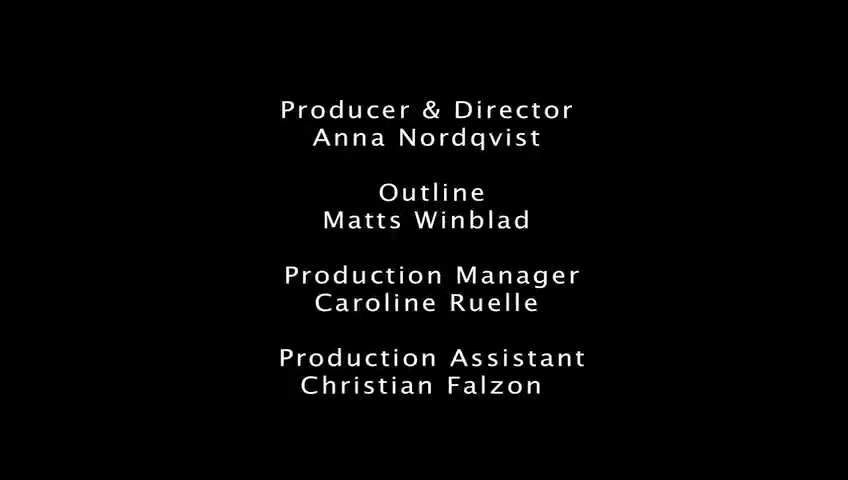 Producer & Director
Anna Nordqvist
Outline
Matts Winblad
Production Manager
Caroline Ruelle
Production Assistant
Christian Falzon